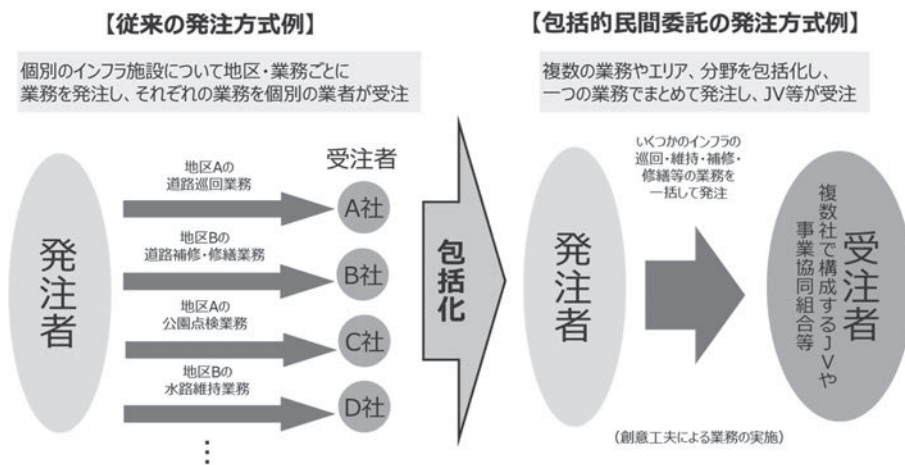 【従来の発注方式例】
個別のインフラ施設について地区・業務ごとに
業務を発注し、それぞれの業務を個別の業者が受注
発注者
受注者
地区Aの
道路巡回業務
A社
地区Bの
道路補修・修繕業務
B社
地区Aの
公園点検業務
C社
地区Bの
水路維持業務
D社
⋮
包括化
【包括的民間委託の発注方式例】
複数の業務やエリア、分野を包括化し、
一つの業務でまとめて発注し、JV等が受注
発注者
いくつかのインフラの
巡回・維持・補修・
修繕等の業務を
一括して発注
受注者
複数社で構成するJVや
事業協同組合等
(創意工夫による業務の実施)